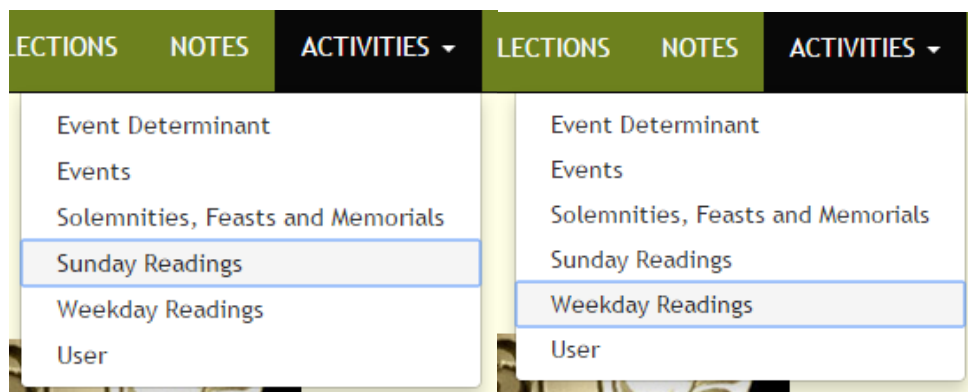 LECTIONS NOTES ACTIVITIES
Event Determinant
Events
Solemnities, Feasts and Memorials
Sunday Readings
Weekday Readings
User
LECTIONS NOTES ACTIVITIES
Event Determinant
Events
Solemnities, Feasts and Memorials
Sunday Readings
Weekday Readings
User